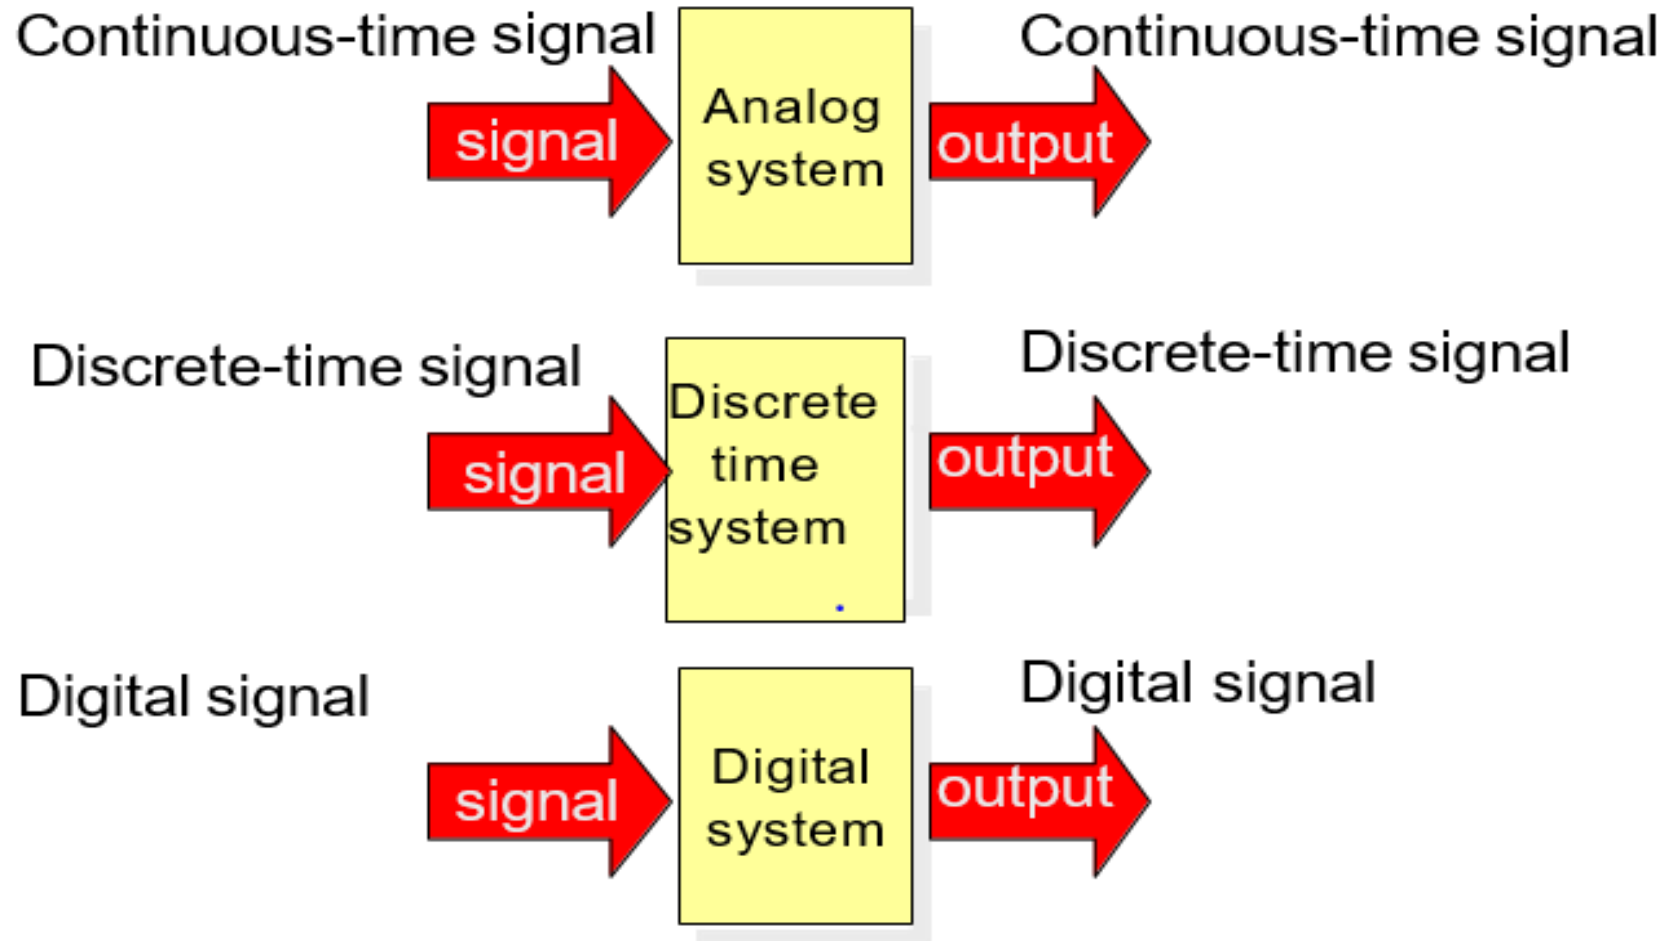 Continuous-time signal
signal
Analog
system
output
Continuous-time signal
Discrete-time signal
signal
Discrete
time
system
output
Discrete-time signal
Digital signal
signal
Digital
system
output
Digital signal